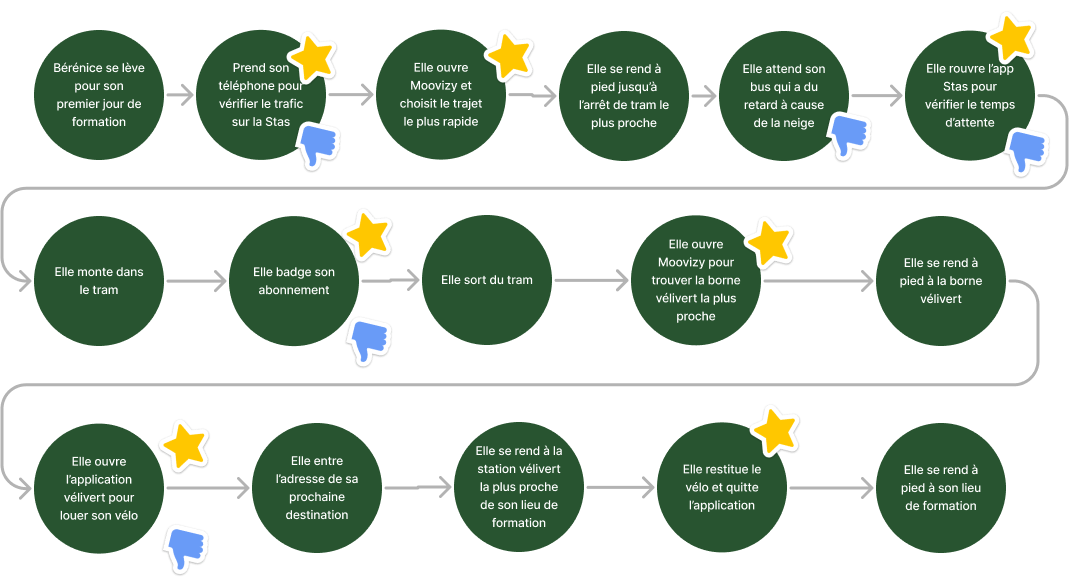 Bérénice se lève
pour son
premier jour de
formation
Prend son
téléphone pour
vérifier le trafic
sur la Stas
Elle ouvre
Moovizy et
choisit le trajet
le plus rapide
Elle se rend à
pied jusqu'à
l'arrêt de tram le
plus proche
Elle attend son
bus qui a du
retard à cause
de la neige
Elle rouvre l'app
Stas pour
vérifier le temps
d'attente
Elle monte dans
le tram
Elle badge son
abonnement
Elle sort du tram
Elle ouvre
Moovizy pour
trouver la borne
vélivert la plus
proche
Elle se rend à
pied à la borne
vélivert
Elle ouvre
l'application
vélivert pour
louer son vélo
Elle entre
l'adresse de sa
prochaine
destination
Elle se rend à la
station vélivert
la plus proche
de son lieu de
formation
Elle restitue le
vélo et quitte
l'application
Elle se rend à
pied à son lieu
de formation